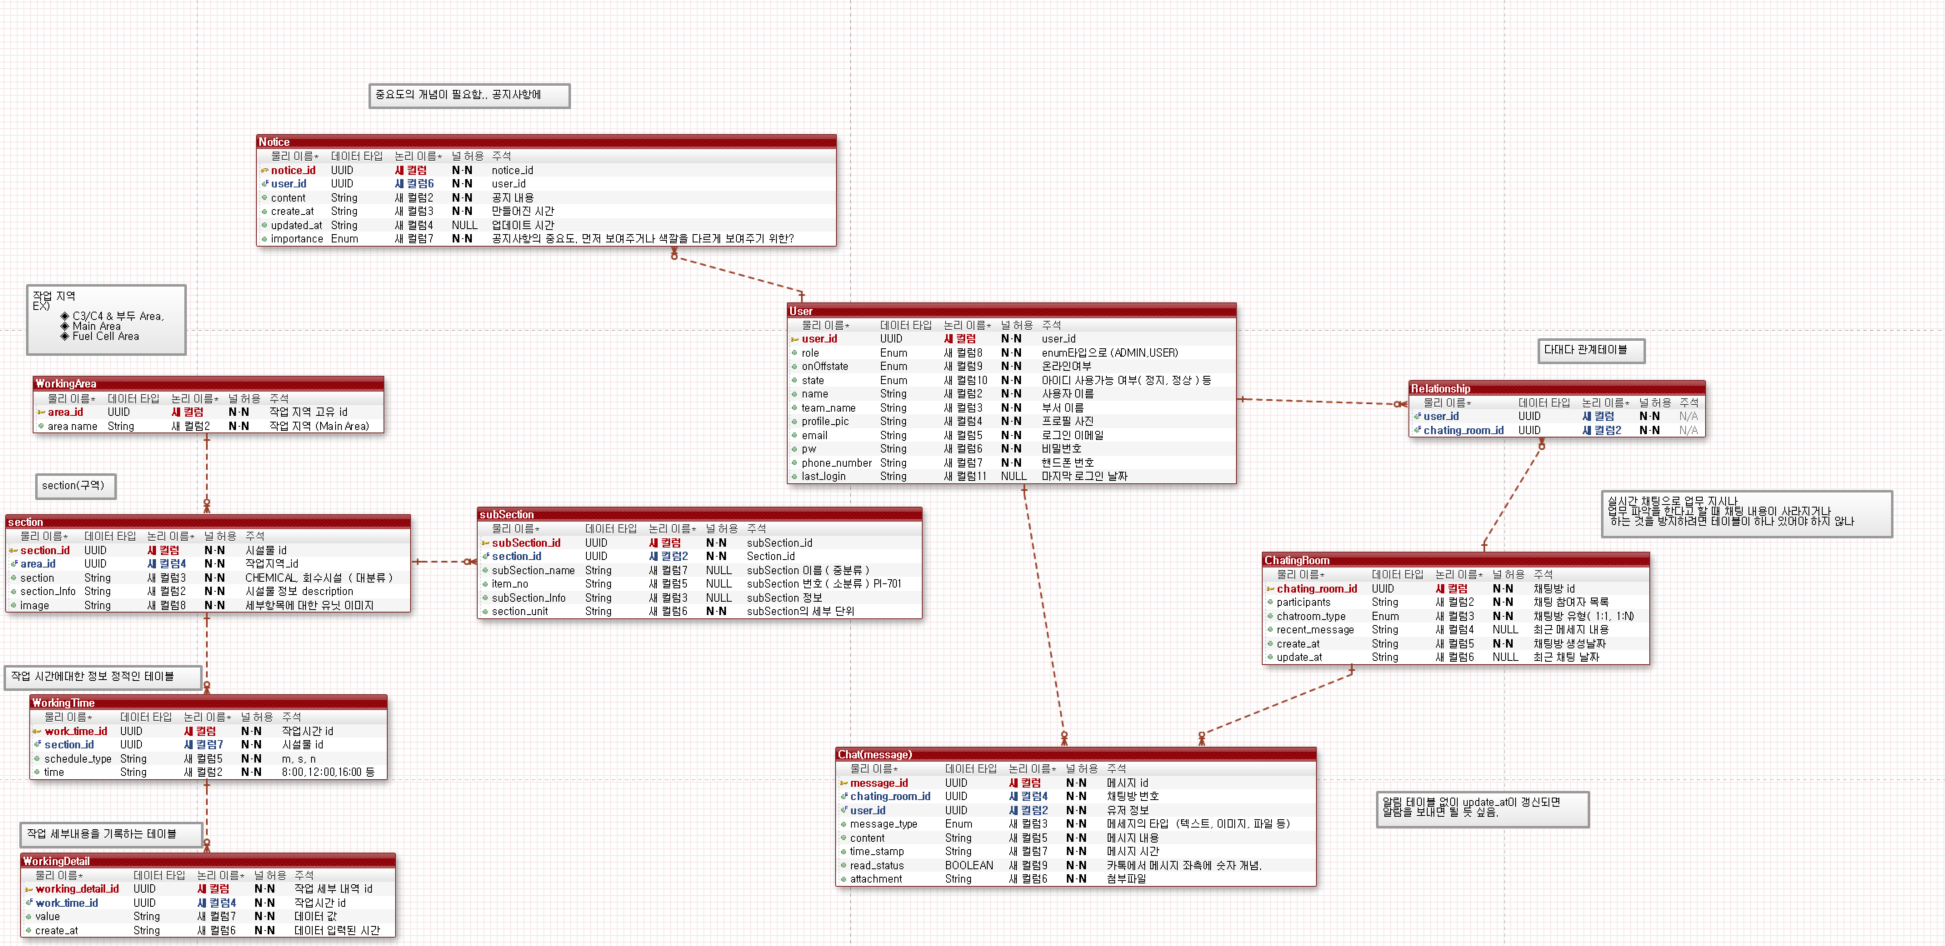 중요도의 개념이 필요함.. 공지사항에
Notice
물리 이름* 데이터 타입 논리 이름* 널 허용 주석
notice_id UUID 새 컬럼 N-N notice_id
user_id UUID 새 컬럼6 N-N user_id
content String 새 컬럼2 N-N 공지 내용
create_at String 새 컬럼3 N-N 만들어진 시간
updated_at String 새 컬럼4 NULL 업데이트 시간
importance Enum 새 컬럼7 N-N 공지사항의 중요도, 먼저 보여주거나 색깔을 다르게 보여주기 위한?
작업 지역
EX)
◈ C3/C4 & 부두 Area,
◈ Main Area
◈ Fuel Cell Area
User
물리 이름* 데이터 타입 논리 이름* 널 허용 주석
user_id UUID 새 컬럼 N-N user_id
role Enum 새 컬럼8 N-N enum타입으로 (ADMIN,USER)
onOffstate Enum 새 컬럼9 N-N 온라인여부
state Enum 새 컬럼10 N-N 아이디 사용가능 여부( 정지, 정상 ) 등
name String 새 컬럼2 N-N 사용자 이름
team_name String 새 컬럼3 N-N 부서 이름
profile_pic String 새 컬럼4 N-N 프로필 사진
email String 새 컬럼5 N-N 로그인 이메일
pw String 새 컬럼6 N-N 비밀번호
phone_number String 새 컬럼7 N-N 핸드폰 번호
last_login String 새 컬럼11 NULL 마지막 로그인 날짜
다대다 관계테이블
Relationship
물리 이름* 데이터 타입 논리 이름* 널 허용 주석
user_id UUID 새 컬럼 N-N N/A
chating_room_id UUID 새 컬럼2 N-N N/A
WorkingArea
물리 이름* 데이터 타입 논리 이름* 널 허용 주석
area_id UUID 새 컬럼 N-N 작업 지역 고유 id
area name String 새 컬럼2 N-N 작업 지역 (Main Area)
section(구역)
section
물리 이름* 데이터 타입 논리 이름* 널 허용 주석
section_id UUID 새 컬럼 N-N 시설물 id
area_id UUID 새 컬럼4 N-N 작업지역_id
section String 새 컬럼3 N-N CHEMICAL, 회수시설 ( 대분류 )
section_Info String 새 컬럼2 N-N 시설물 정보 description
image String 새 컬럼8 N-N 세부항목에 대한 유닛 이미지
subSection
물리 이름* 데이터 타입 논리 이름* 널 허용 주석
subSection_id UUID 새 컬럼 N-N subSection_id
section_id UUID 새 컬럼2 N-N Section_id
subSection_name String 새 컬럼7 NULL subSection 이름 ( 중분류 )
item_no String 새 컬럼5 NULL subSection 번호 ( 소분류 ) PI-701
subSection_Info String 새 컬럼3 NULL subSection 정보
section_unit String 새 컬럼6 N-N subSection의 세부 단위
실시간 채팅으로 업무 지시나
업무 파악을 한다고 할 때 채팅 내용이 사라지거나
하는 것을 방지하려면 테이블이 하나 있어야 하지 않나
ChatingRoom
물리 이름* 데이터 타입 논리 이름* 널 허용 주석
chating_room_id UUID 새 컬럼 N-N 채팅방 id
participants String 새 컬럼2 N-N 채팅 참여자 목록
chatroom_type Enum 새 컬럼3 N-N 채팅방 유형( 1:1, 1:N)
recent_message String 새 컬럼4 NULL 최근 메세지 내용
create_at String 새 컬럼5 N-N 채팅방 생성날짜
update_at String 새 컬럼6 NULL 최근 채팅 날짜
작업 시간에대한 정보 정적인 테이블
WorkingTime
물리 이름* 데이터 타입 논리 이름* 널 허용 주석
work_time_id UUID 새 컬럼 N-N 작업시간 id
section_id UUID 새 컬럼7 N-N 시설물 id
schedule_type String 새 컬럼5 N-N m, s, n
time String 새 컬럼2 N-N 8:00,12:00,16:00 등
Chat(message)
물리 이름* 데이터 타입 논리 이름* 널 허용 주석
message_id UUID 새 컬럼 N-N 메시지 id
chating_room_id UUID 새 컬럼4 N-N 채팅방 번호
user_id UUID 새 컬럼2 N-N 유저 정보
message_type Enum 새 컬럼3 N-N 메세지의 타입 (텍스트, 이미지, 파일 등)
content String 새 컬럼5 N-N 메시지 내용
time_stamp String 새 컬럼7 N-N 메시지 시간
read_status BOOLEAN 새 컬럼9 N-N 카톡에서 메시지 좌측에 숫자 개념,
attachment String 새 컬럼6 N-N 첨부파일
알림 테이블 없이 update_at이 갱신되면
알람을 보내면 될 듯 싶음,
작업 세부내용을 기록하는 테이블
WorkingDetail
물리 이름* 데이터 타입 논리 이름* 널 허용 주석
working_detail_id UUID 새 컬럼 N-N 작업 세부 내역 id
work_time_id UUID 새 컬럼4 N-N 작업시간 id
value String 새 컬럼7 N-N 데이터 값
create_at String 새 컬럼6 N-N 데이터 입력된 시간